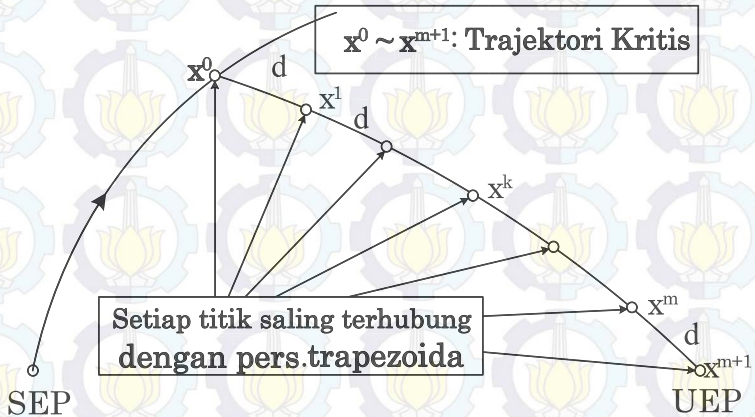 x⁰ ~ xᵐ⁺¹: Trajektori Kritis
x⁰
d
x¹
d
xᵏ
Setiap titik saling terhubung
dengan pers.trapezoida
xᵐ
d
xᵐ⁺¹
SEP
UEP